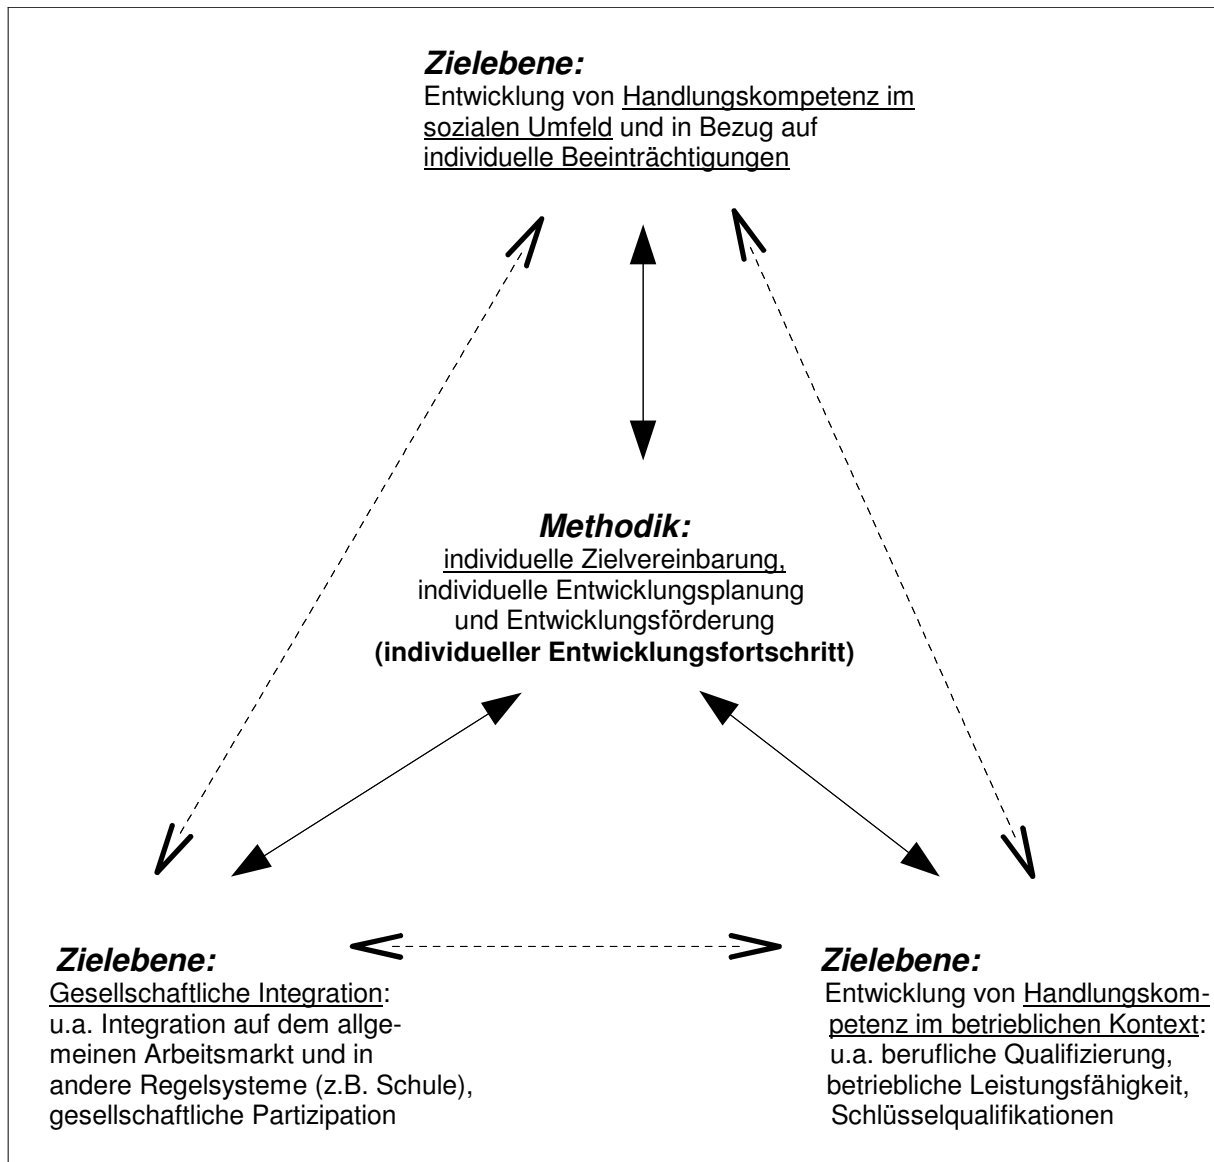 Zielebene:
Entwicklung von Handlungskompetenz im
sozialen Umfeld und in Bezug auf
individuelle Beeinträchtigungen
Methodik:
individuelle Zielvereinbarung,
individuelle Entwicklungsplanung
und Entwicklungsförderung
(individueller Entwicklungsfortschritt)
Zielebene:
Gesellschaftliche Integration:
u.a. Integration auf dem allge-
meinen Arbeitsmarkt und in
andere Regelsysteme (z.B. Schule),
gesellschaftliche Partizipation
Zielebene:
Entwicklung von Handlungskom-
petenz im betrieblichen Kontext:
u.a. berufliche Qualifizierung,
betriebliche Leistungsfähigkeit,
Schlüsselqualifikationen